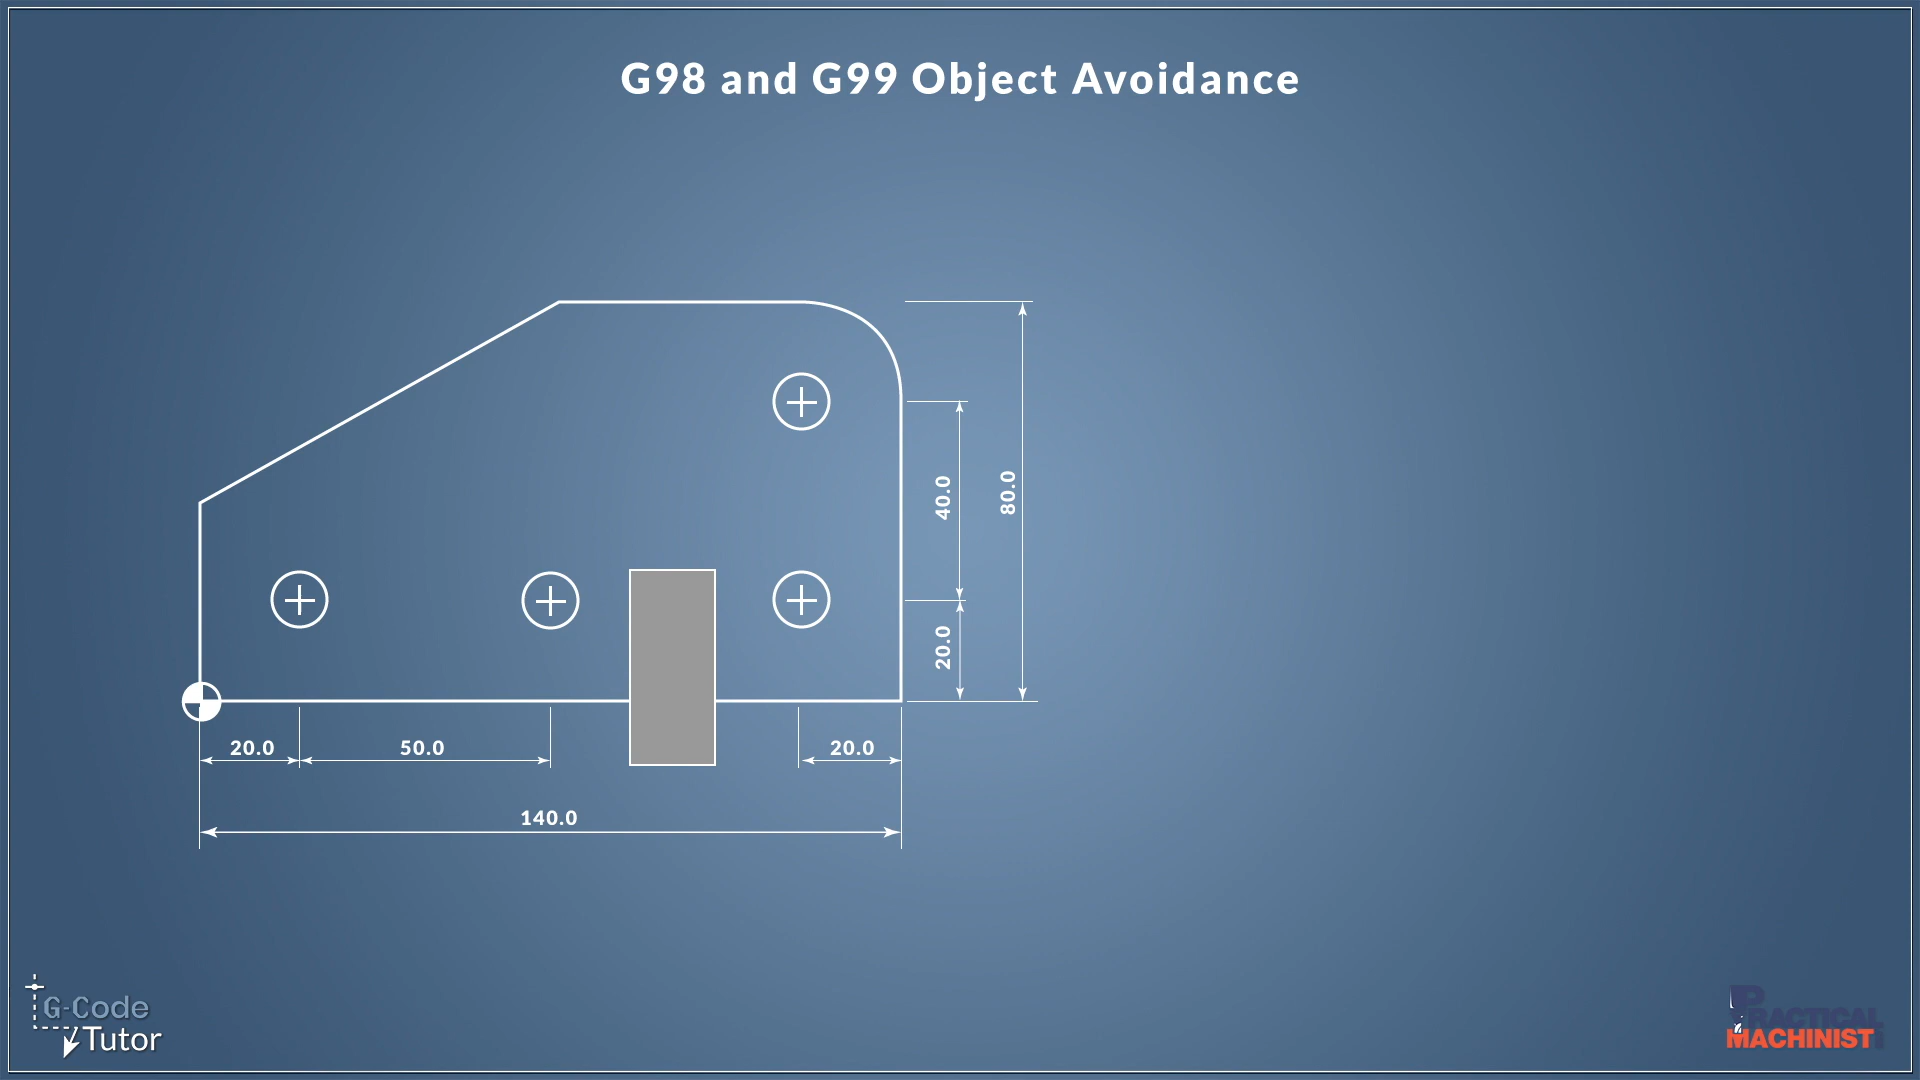 G98 and G99 Object Avoidance
40.0
80.0
20.0
20.0
50.0
20.0
140.0
G-Code
Tutor
PRACTICAL
MACHINIST